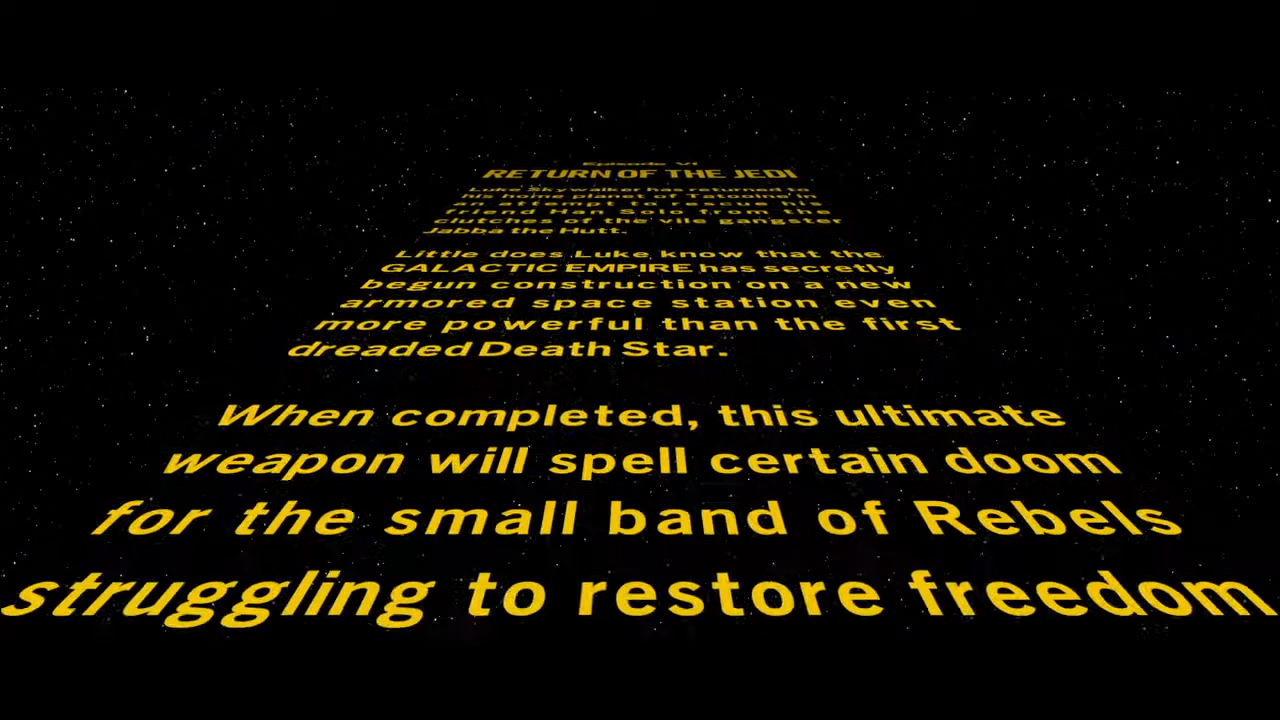 Episode VI
RETURN OF THE JEDI
Luke Skywalker has returned to
his home planet of Tatooine in
an attempt to rescue his
friend Han Solo from the
clutches of the vile gangster
Jabba the Hutt.
Little does Luke know that the
GALACTIC EMPIRE has secretly
begun construction on a new
armored space station even
more powerful than the first
dreaded Death Star.
When completed, this ultimate
weapon will spell certain doom
for the small band of Rebels
struggling to restore freedom